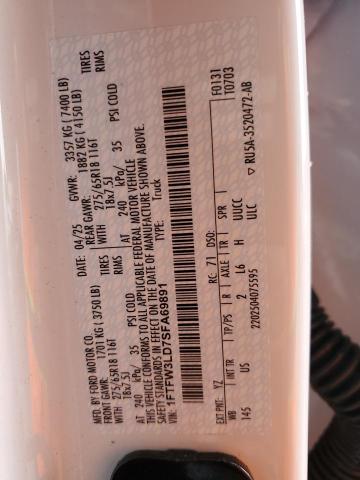 MFD. BY FORD MOTOR CO.
DATE: 04/25 GVWR: 3357 KG (7400 LB)
FRONT GAWR: 1701 KG (3750 LB) REAR GAWR: 1882 KG (4150 LB)
WITH 275/65R18 116T TIRES WITH 275/65R18 116T TIRES
18x7.5J RIMS 18x7.5J RIMS
AT 240 kPa/ 35 PSI COLD AT 240 kPa/ 35 PSI COLD
THIS VEHICLE CONFORMS TO ALL APPLICABLE FEDERAL MOTOR VEHICLE
SAFETY STANDARDS IN EFFECT ON THE DATE OF MANUFACTURE SHOWN ABOVE.
VIN: 1FTFW3LD7SFA69891
TYPE: Truck
F0131
T0703
EXT PNT: YZ RC: 71 DSO:
WB INT TR TP/PS R AXLE TR SPR
145 US 2 L6 H UUCC
ULC
2202504075595
RU5A-3520472-AB